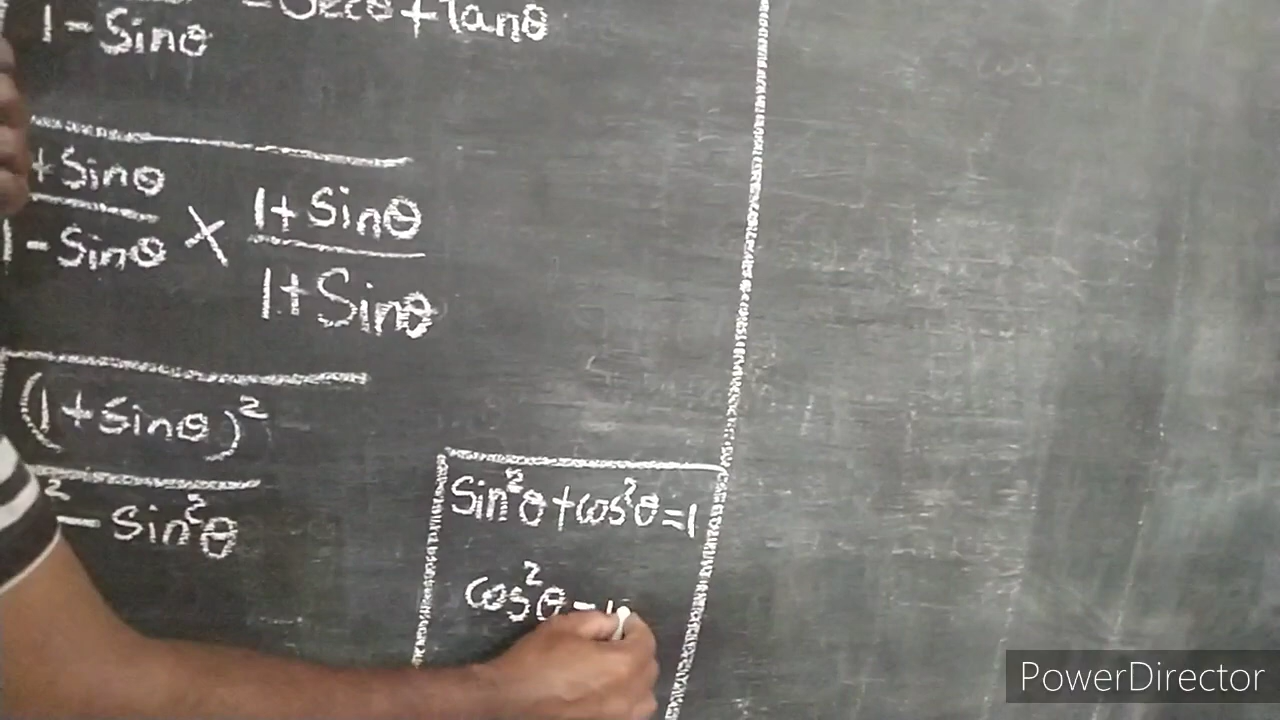 1 - Sinθ = Secθ + tanθ
+ Sinθ
1 - Sinθ × 1 + Sinθ
1 + Sinθ
(1 + Sinθ)²
² - Sin²θ
Sin²θ + cos²θ = 1
cos²θ = 1
PowerDirector